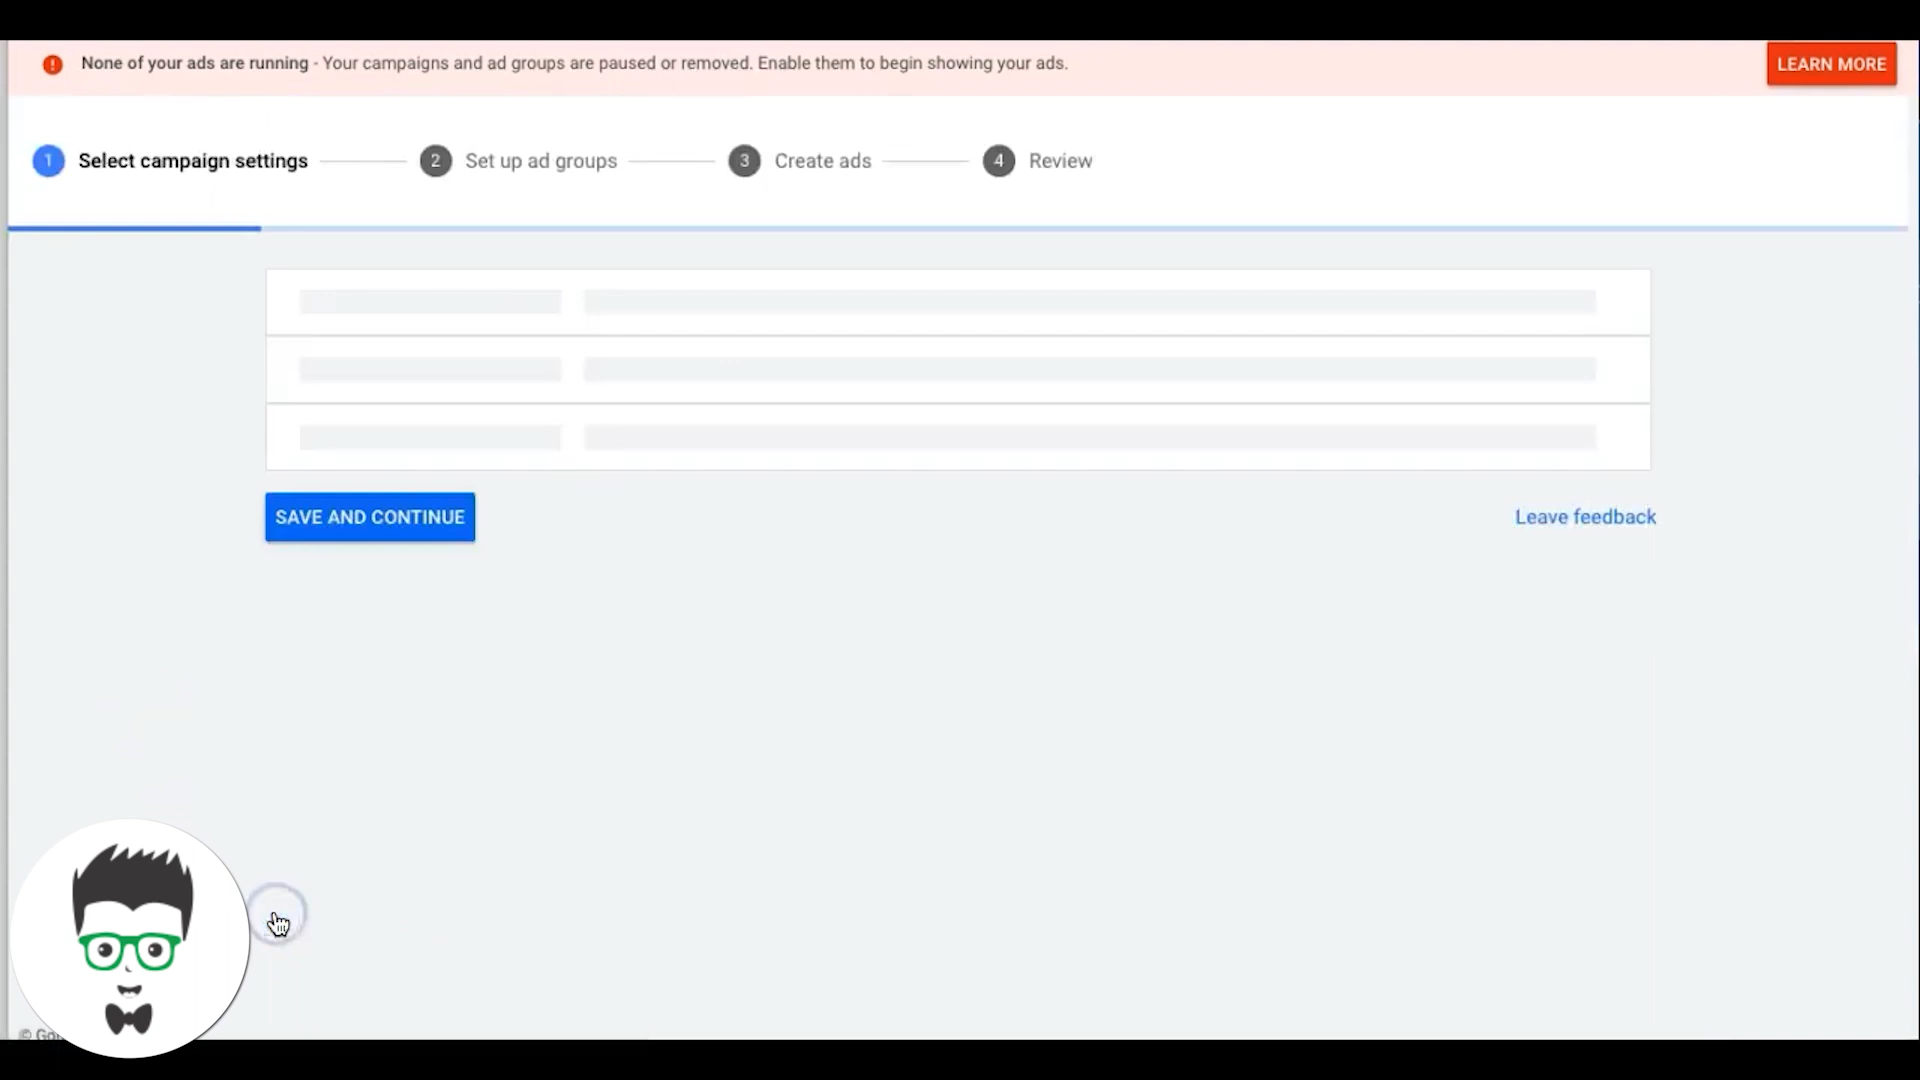 None of your ads are running - Your campaigns and ad groups are paused or removed. Enable them to begin showing your ads.
LEARN MORE
1 Select campaign settings 2 Set up ad groups 3 Create ads 4 Review
SAVE AND CONTINUE
Leave feedback
©